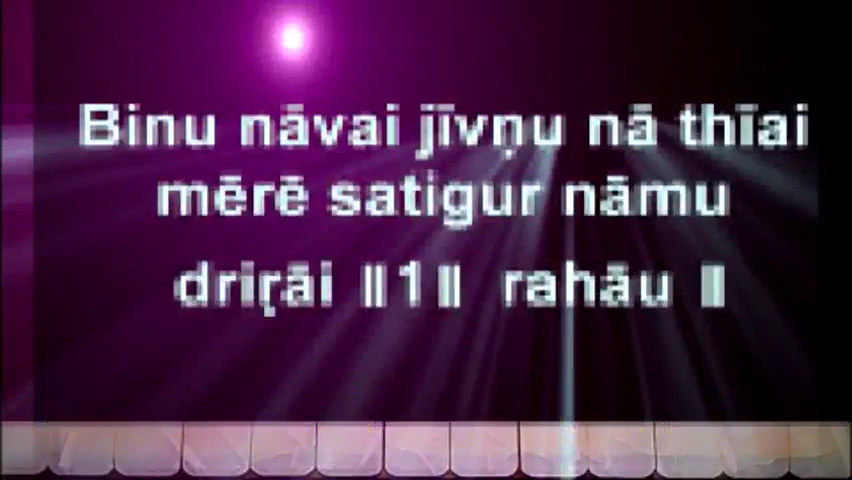 Binu nāvai jīvṇu nā thīai
mērē satigur nāmu
driṛāi ॥1॥ rahāu ॥